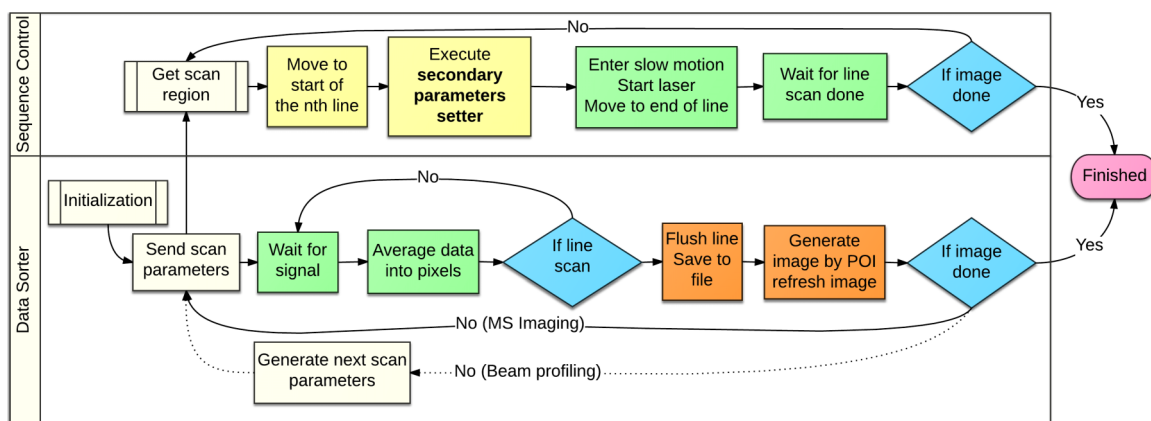 Sequence Control
No
Get scan
region
Move to
start of
the nth line
Execute
secondary
parameters
setter
Enter slow motion
Start laser
Move to end of line
Wait for line
scan done
If image
done
Yes
Finished
Data Sorter
Initialization
Send scan
parameters
No
Wait for
signal
Average data
into pixels
If line
scan
Flush line
Save to
file
Generate
image by POI
refresh image
If image
done
Yes
No (MS Imaging)
Generate next scan
parameters
No (Beam profiling)